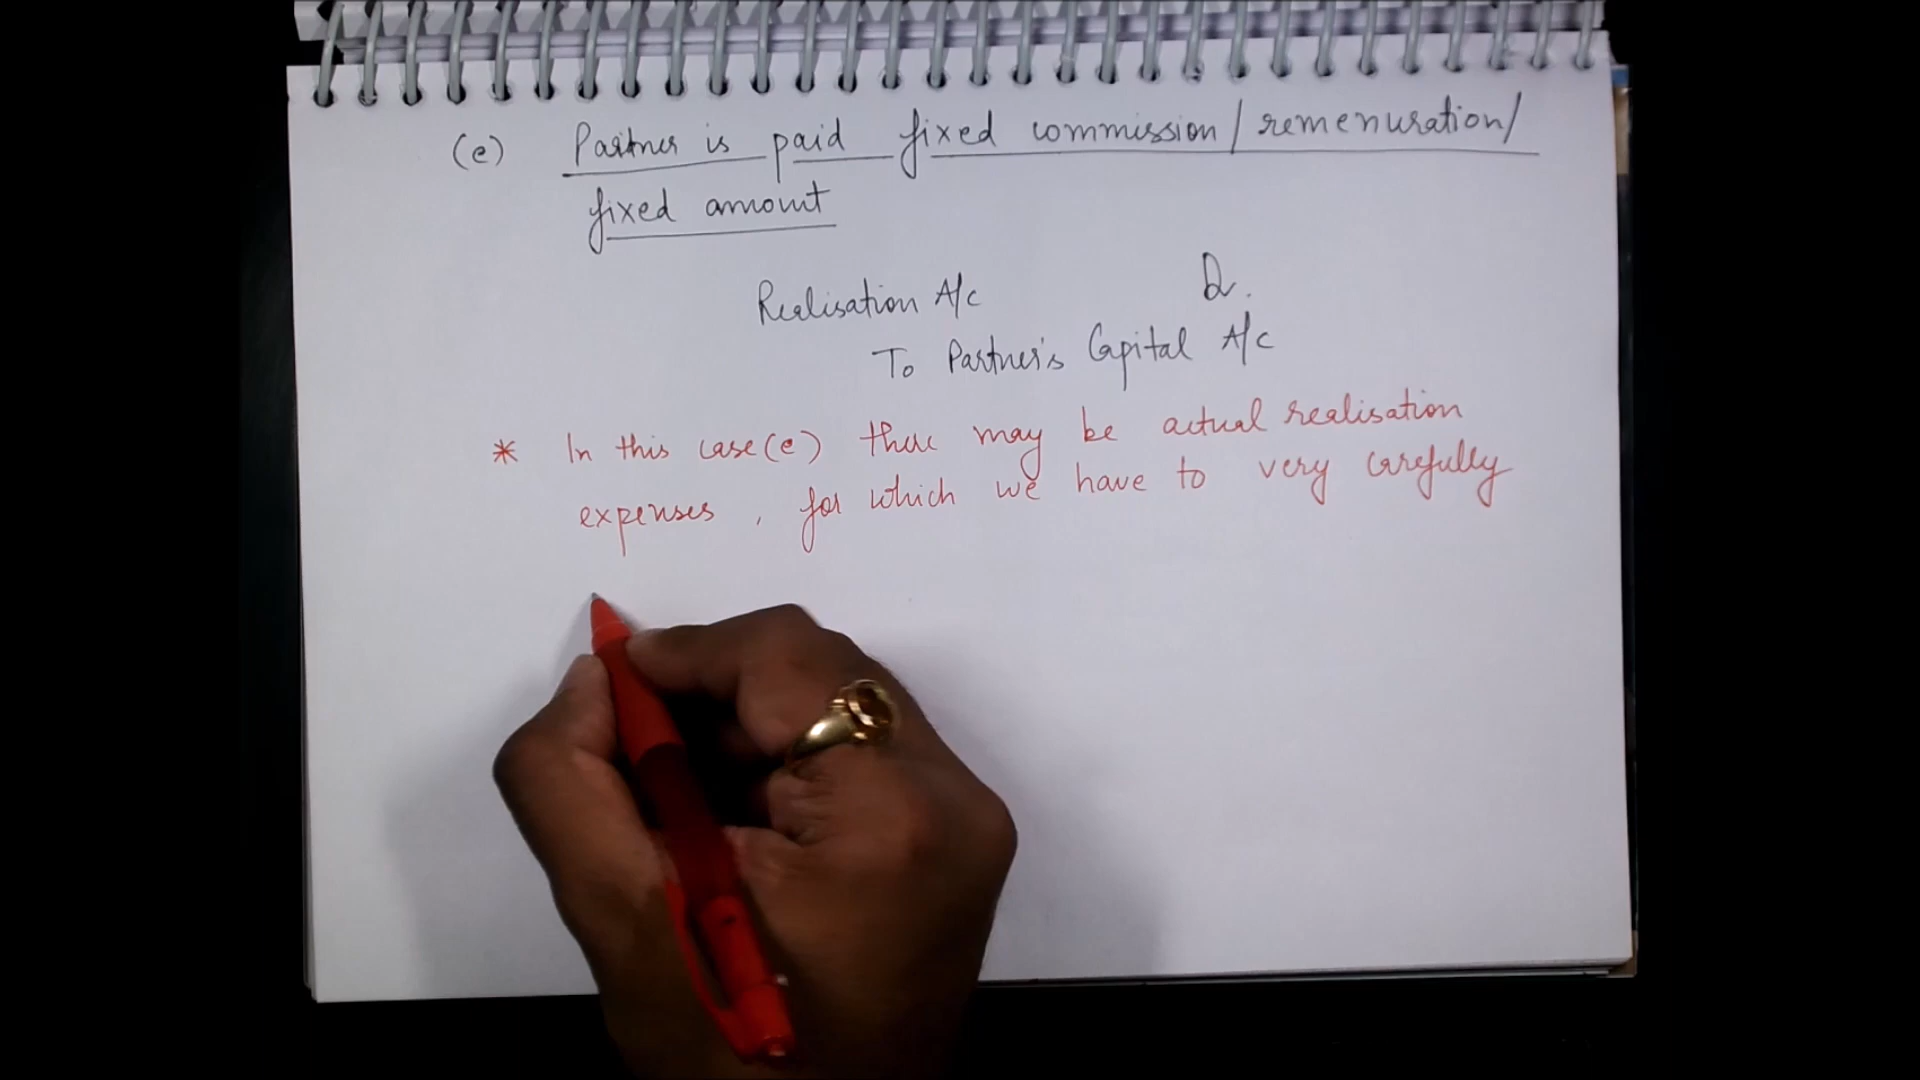 (e) Partner is paid fixed commission/remenuration/
fixed amount
Realisation A/c Dr.
To Partner's Capital A/c
* In this case (e) there may be actual realisation
expenses, for which we have to very carefully